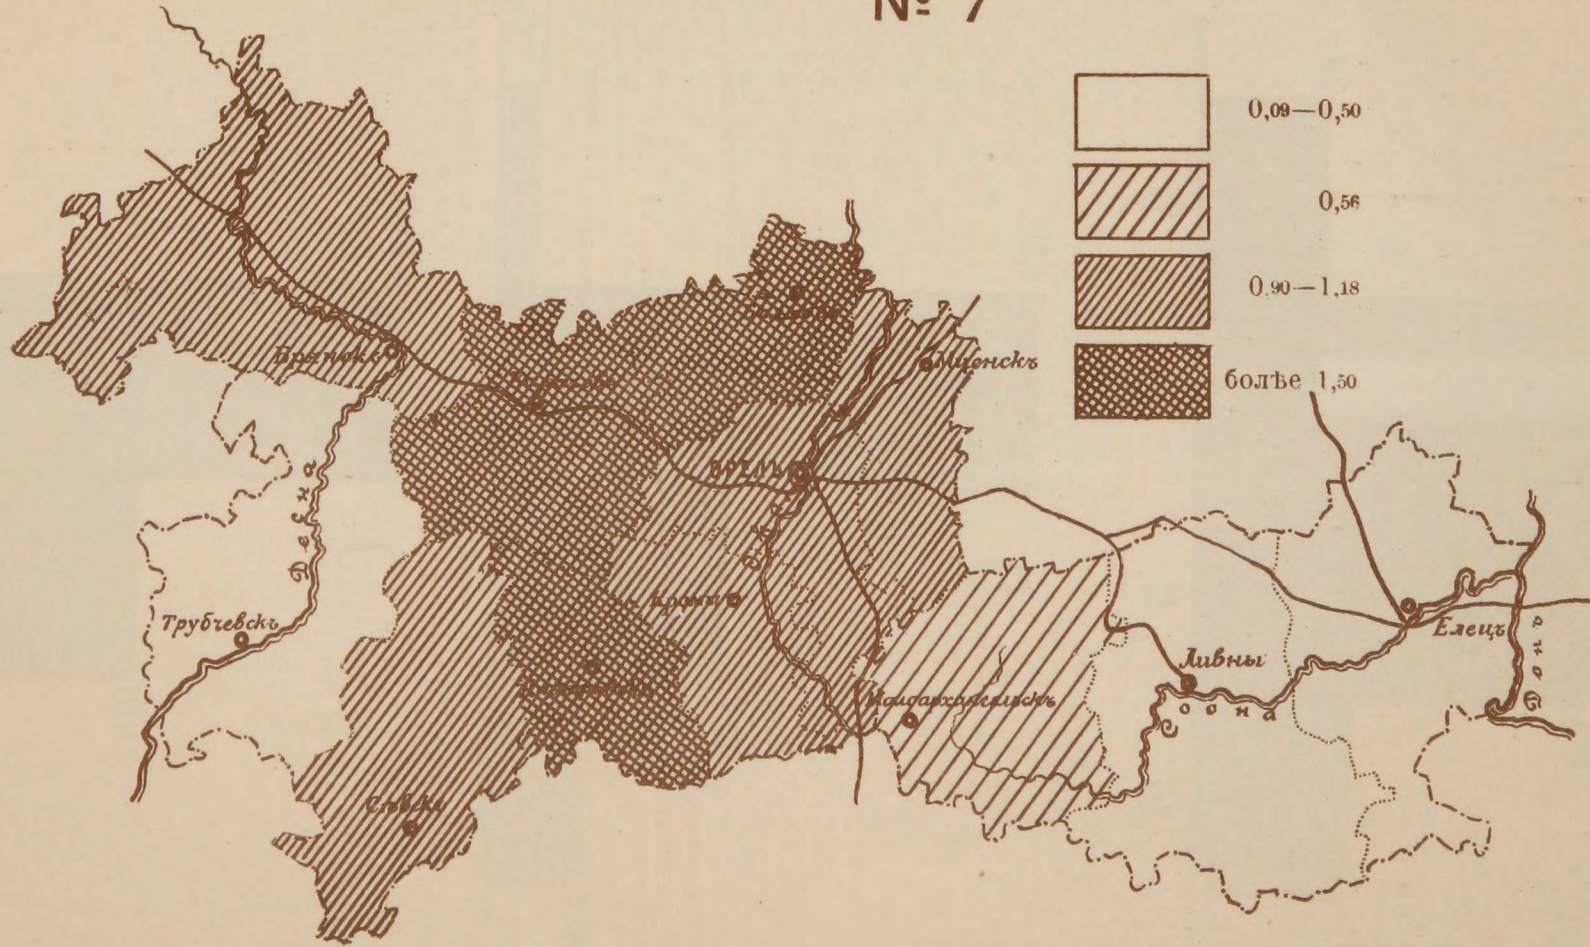 № 7
0,09—0,50
0,56
0,90—1,18
болѣе 1,50
Брянскъ
Мценскъ
ОРЕЛЪ
Десна
Ока
Кромы
Трубчевскъ
Ливны
Елецъ
Малоархангельскъ
Сосна
Донъ
Сѣвскъ